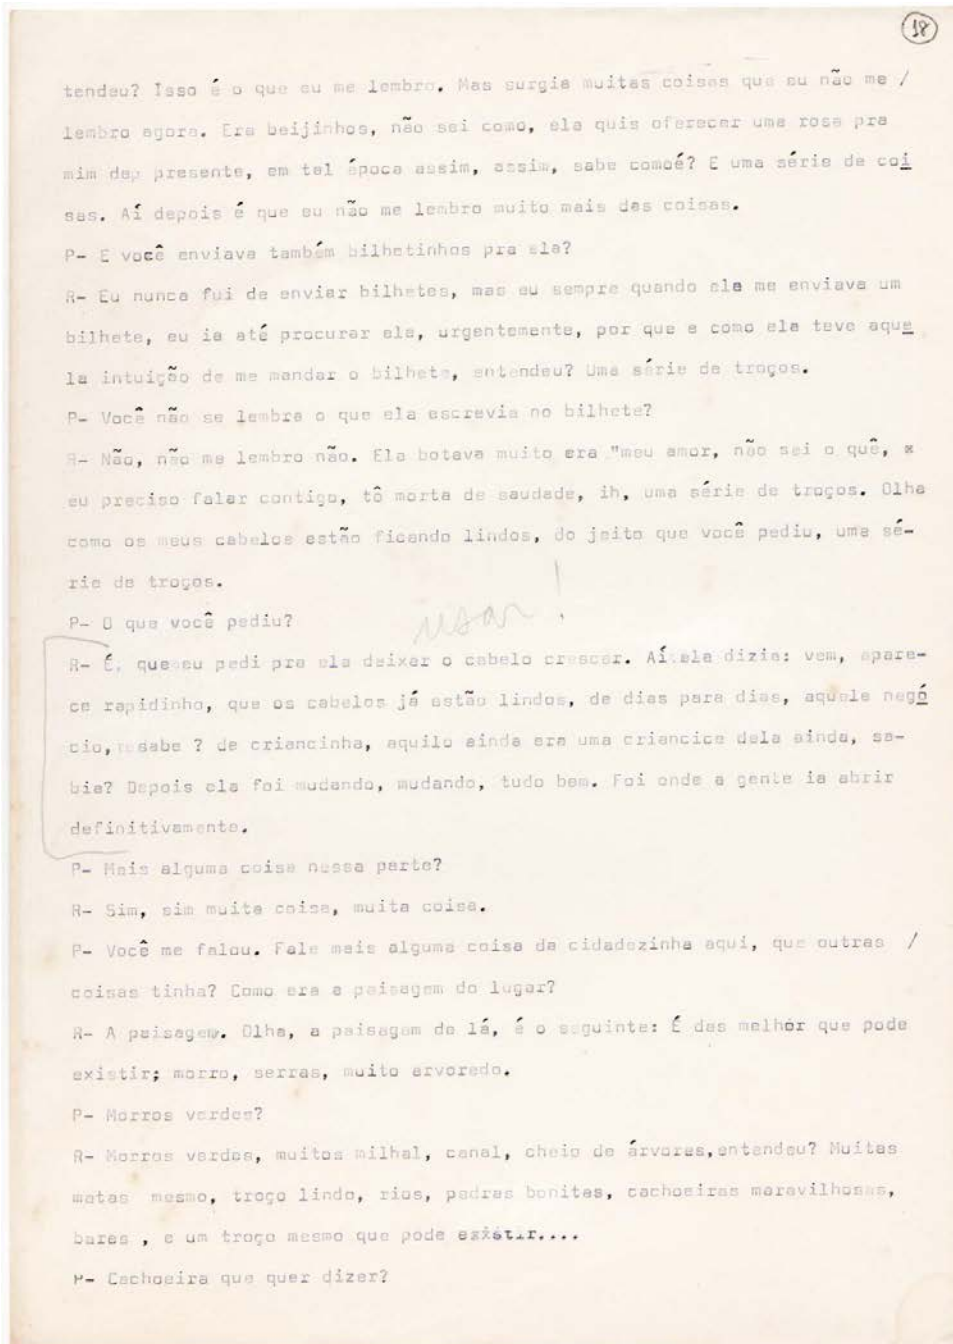 18
tendeu? Isso é o que eu me lembro. Mas surgia muitas coisas que eu não me /
lembro agora. Era beijinhos, não sei como, ela quis oferecer uma rosa pra
mim dep presente, em tal época assim, assim, sabe comoé? E uma série de coi
sas. Aí depois é que eu não me lembro muito mais das coisas.
P- E você enviava também bilhetinhos pra ela?
R- Eu nunca fui de enviar bilhetes, mas eu sempre quando ela me enviava um
bilhete, eu ia até procurar ela, urgentemente, por que e como ela teve aque
la intuição de me mandar o bilhete, entendeu? Uma série de troços.
P- Você não se lembra o que ela escrevia no bilhete?
R- Não, não me lembro não. Ela botava muito era "meu amor, não sei o quê, x
eu preciso falar contigo, tô morta de saudade, ih, uma série de troços. Olha
como os meus cabelos estão ficando lindos, do jeito que você pediu, uma sé-
rie de troços.
P- O que você pediu?
usar!
R- É, que eu pedi pra ela deixar o cabelo crescer. Aí ela dizia: vem, apare-
ce rapidinho, que os cabelos já estão lindos, de dias para dias, aquele negó
cio, sabe ? de criancinha, aquilo ainda era uma criancice dela ainda, sa-
bia? Depois ela foi mudando, mudando, tudo bem. Foi onde a gente ia abrir
definitivamente.
P- Mais alguma coisa nessa parte?
R- Sim, sim muita coisa, muita coisa.
P- Você me falou. Fale mais alguma coisa da cidadezinha aqui, que outras /
coisas tinha? Como era a paisagem do lugar?
R- A paisagem. Olha, a paisagem de lá, é o seguinte: É das melhor que pode
existir; morro, serras, muito arvoredo.
P- Morros verdes?
R- Morros verdes, muitos milhal, canal, cheio de árvores,entendeu? Muitas
matas mesmo, troço lindo, rios, pedras bonitas, cachoeiras maravilhosas,
bares , e um troço mesmo que pode existir....
P- Cachoeira que quer dizer?